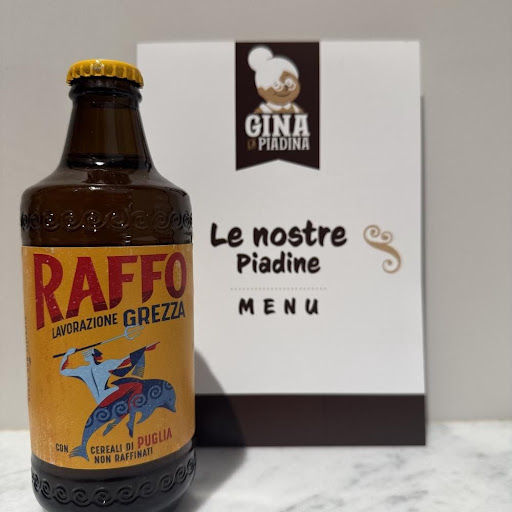 RAFFO
LAVORAZIONE GREZZA
CON CEREALI DI PUGLIA
NON RAFFINATI
GINA
LA PIADINA
Le nostre
Piadine
MENU